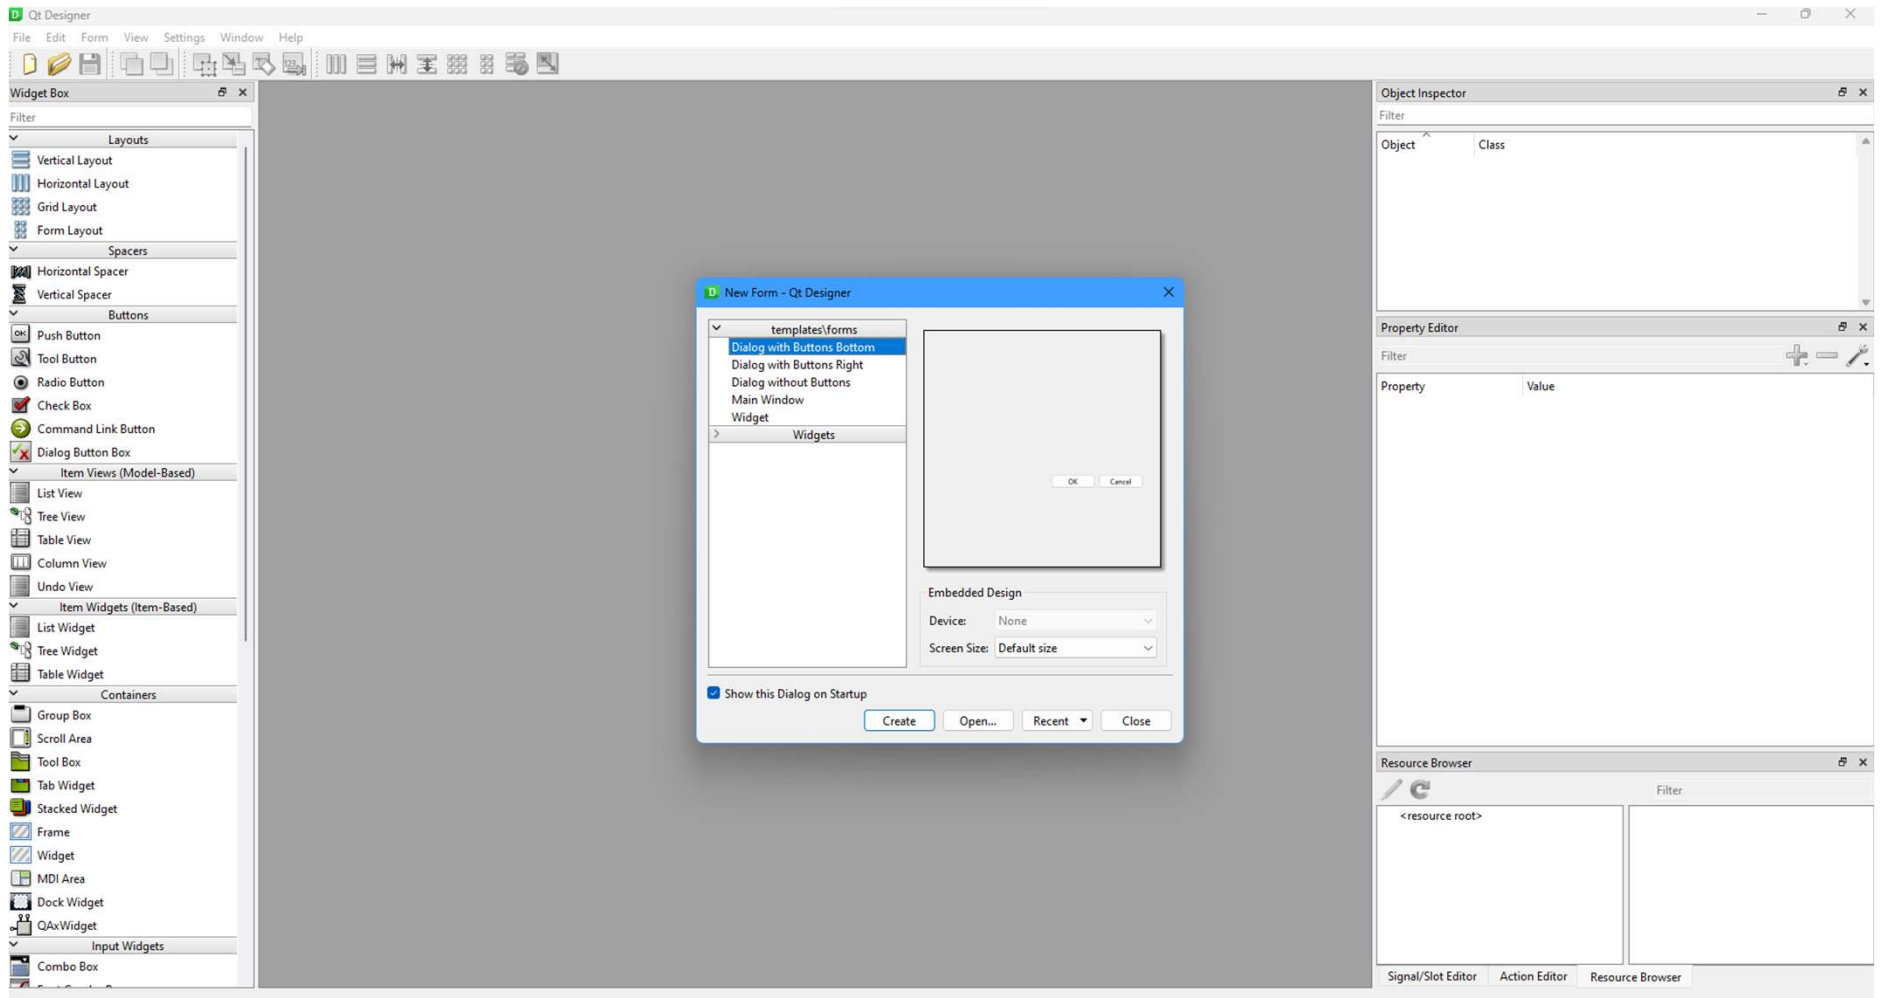 Qt Designer
File Edit Form View Settings Window Help
Widget Box
Filter
Layouts
Vertical Layout
Horizontal Layout
Grid Layout
Form Layout
Spacers
Horizontal Spacer
Vertical Spacer
Buttons
OK Push Button
Tool Button
Radio Button
Check Box
Command Link Button
Dialog Button Box
Item Views (Model-Based)
List View
Tree View
Table View
Column View
Undo View
Item Widgets (Item-Based)
List Widget
Tree Widget
Table Widget
Containers
Group Box
Scroll Area
Tool Box
Tab Widget
Stacked Widget
Frame
Widget
MDI Area
Dock Widget
QAxWidget
Input Widgets
Combo Box
New Form - Qt Designer
templates\forms
Dialog with Buttons Bottom
Dialog with Buttons Right
Dialog without Buttons
Main Window
Widget
Widgets
OK Cancel
Embedded Design
Device: None
Screen Size: Default size
Show this Dialog on Startup
Create Open... Recent Close
Object Inspector
Filter
Object Class
Property Editor
Filter
Property Value
Resource Browser
Filter
<resource root>
Signal/Slot Editor Action Editor Resource Browser